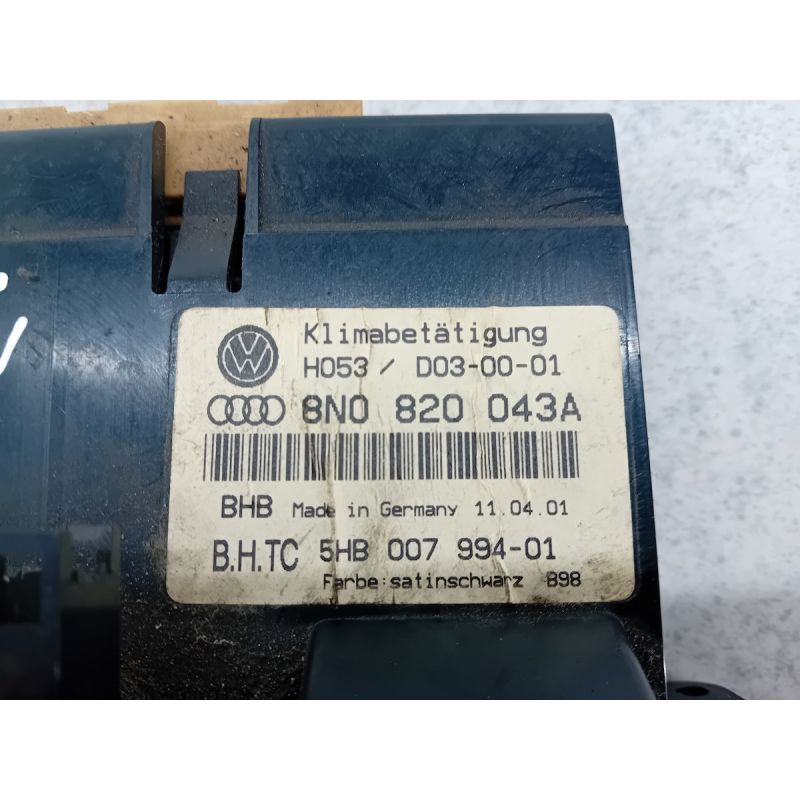 Klimabetätigung
H053 / D03-00-01
8N0 820 043A
BHB Made in Germany 11.04.01
B.H.TC 5HB 007 994-01
Farbe:satinschwarz B98